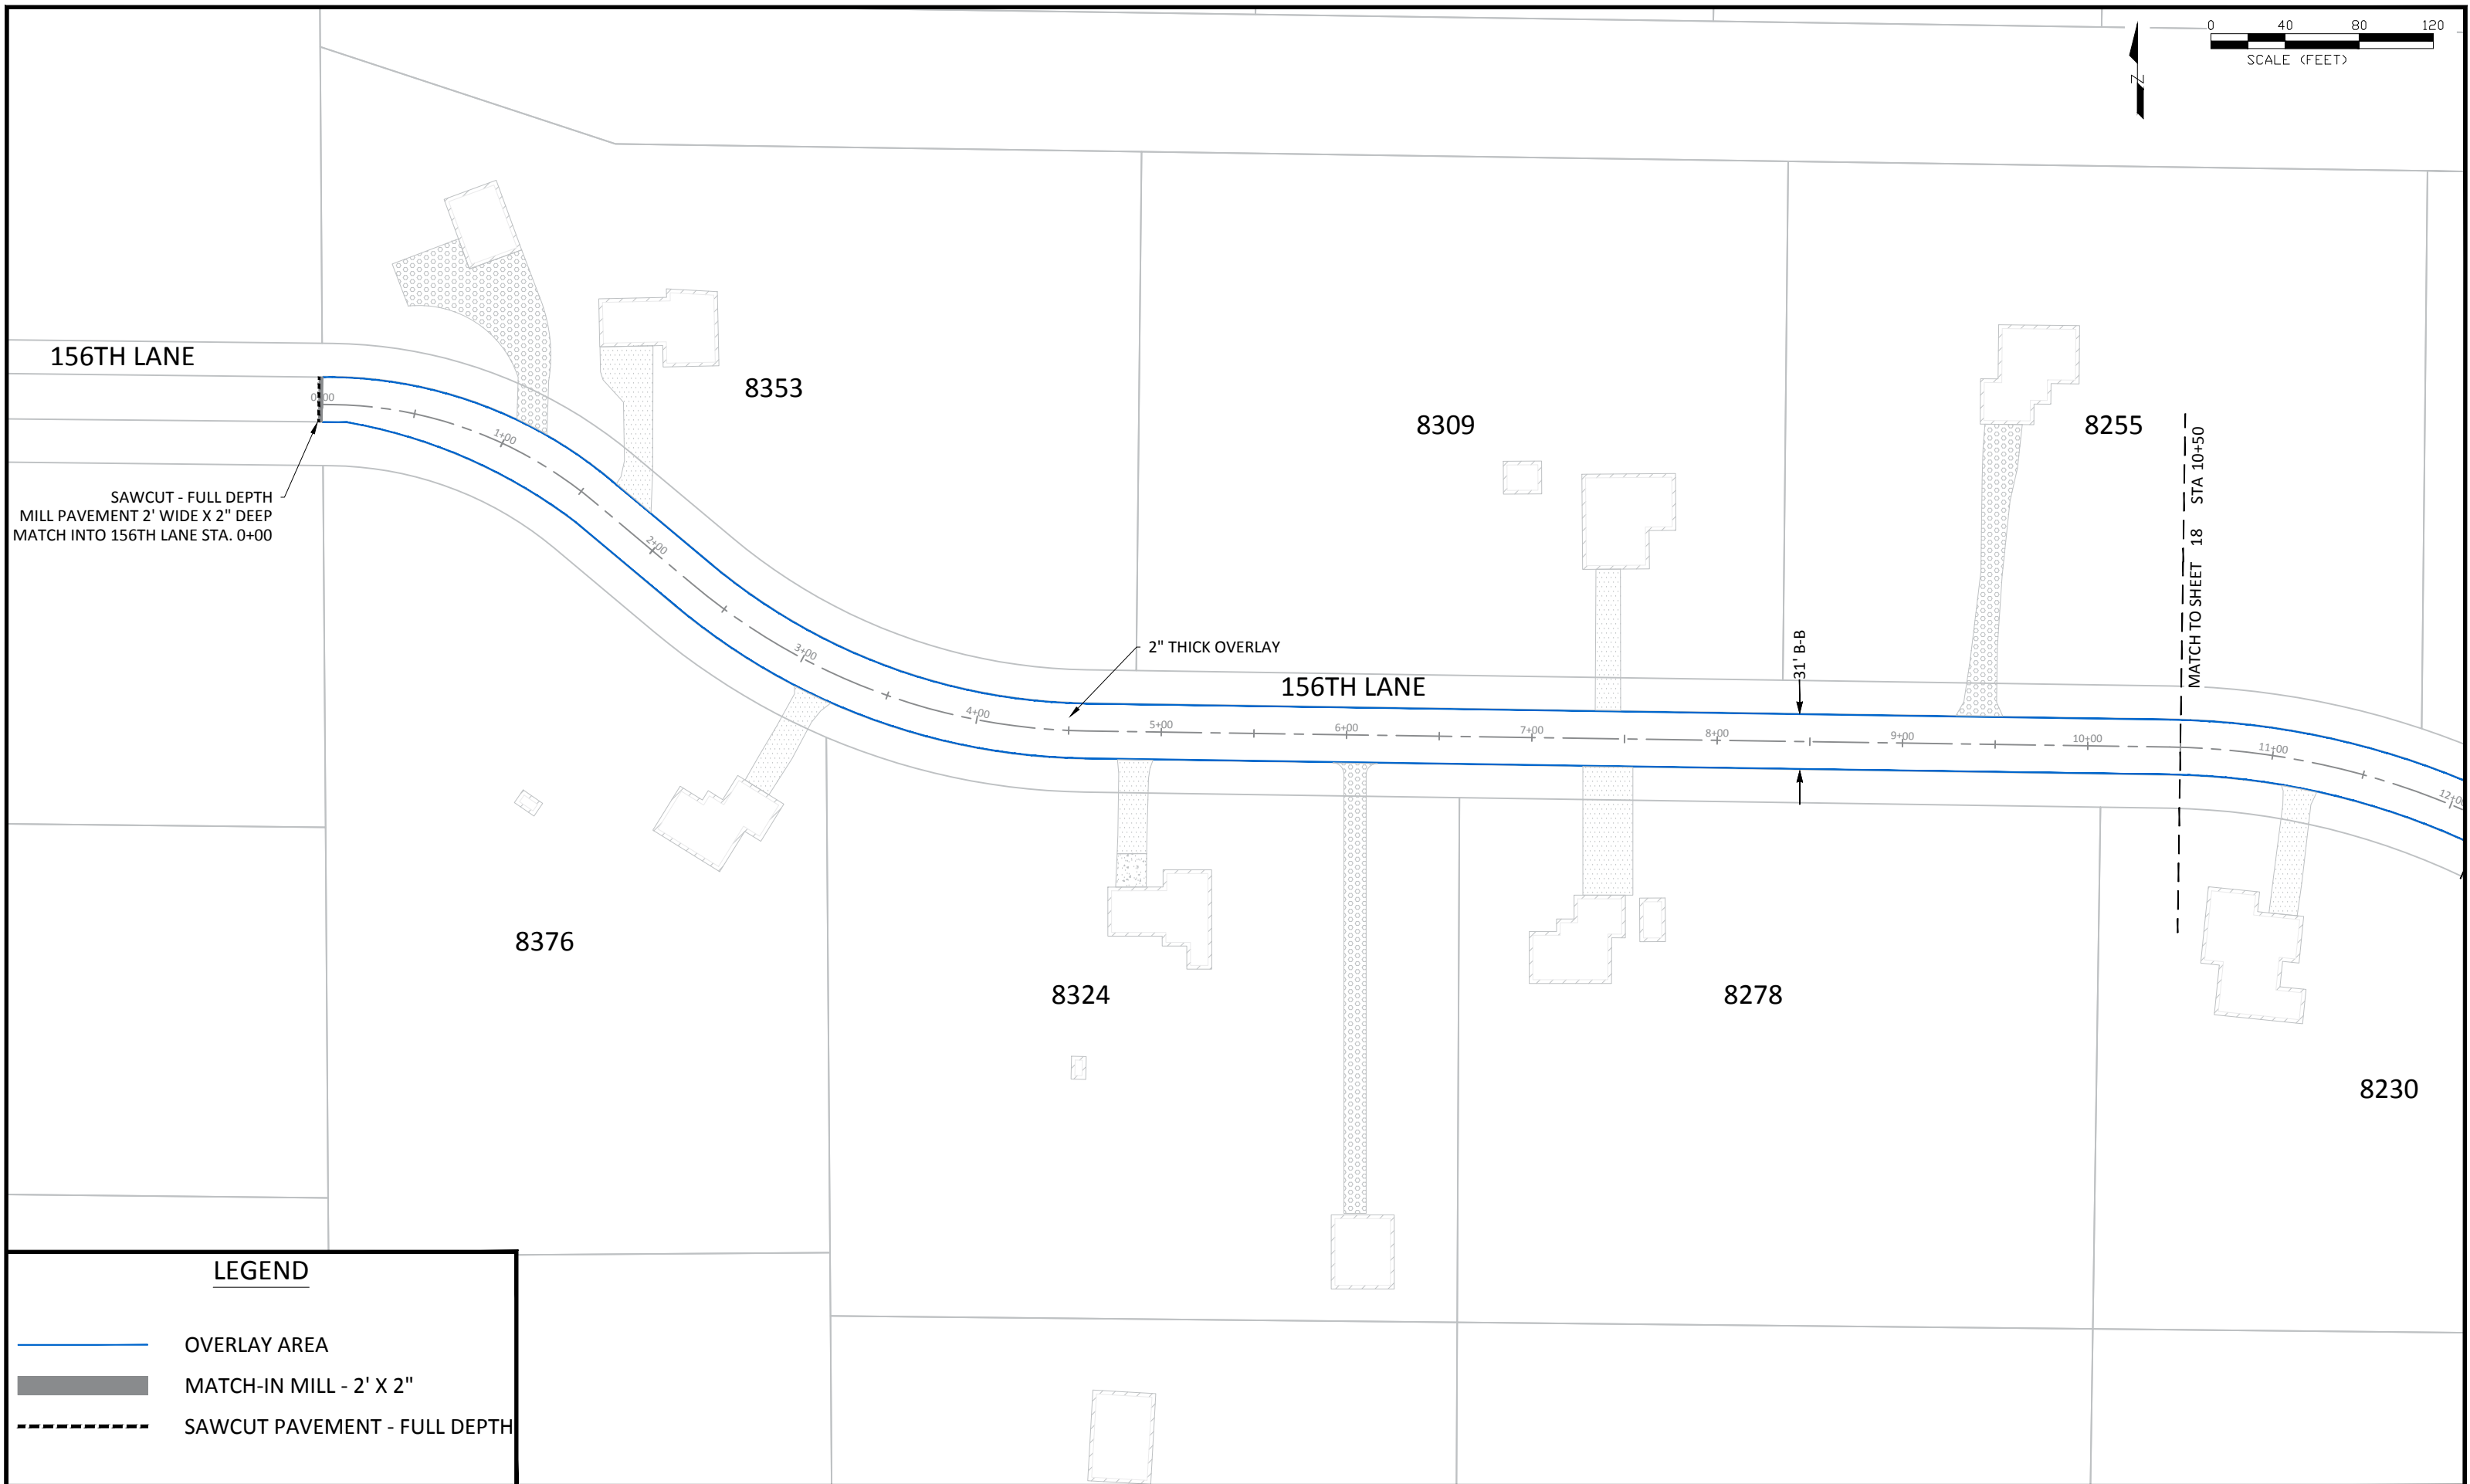 0 40 80 120
SCALE (FEET)
N
156TH LANE
0+00
1+00
2+00
3+00
4+00
5+00
6+00
7+00
8+00
9+00
10+00
11+00
12+00
8353
8309
8255
SAWCUT - FULL DEPTH
MILL PAVEMENT 2' WIDE X 2" DEEP
MATCH INTO 156TH LANE STA. 0+00
2" THICK OVERLAY
156TH LANE
31' B-B
MATCH TO SHEET 18 STA 10+50
8376
8324
8278
8230
LEGEND
OVERLAY AREA
MATCH-IN MILL - 2' X 2"
SAWCUT PAVEMENT - FULL DEPTH